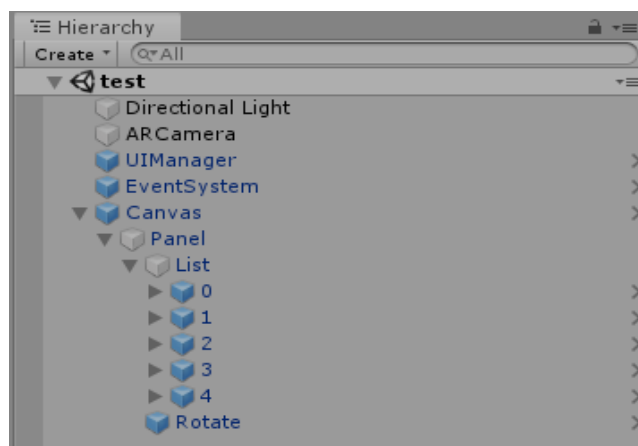 Hierarchy
Create All
test
Directional Light
ARCamera
UIManager
EventSystem
Canvas
Panel
List
0
1
2
3
4
Rotate